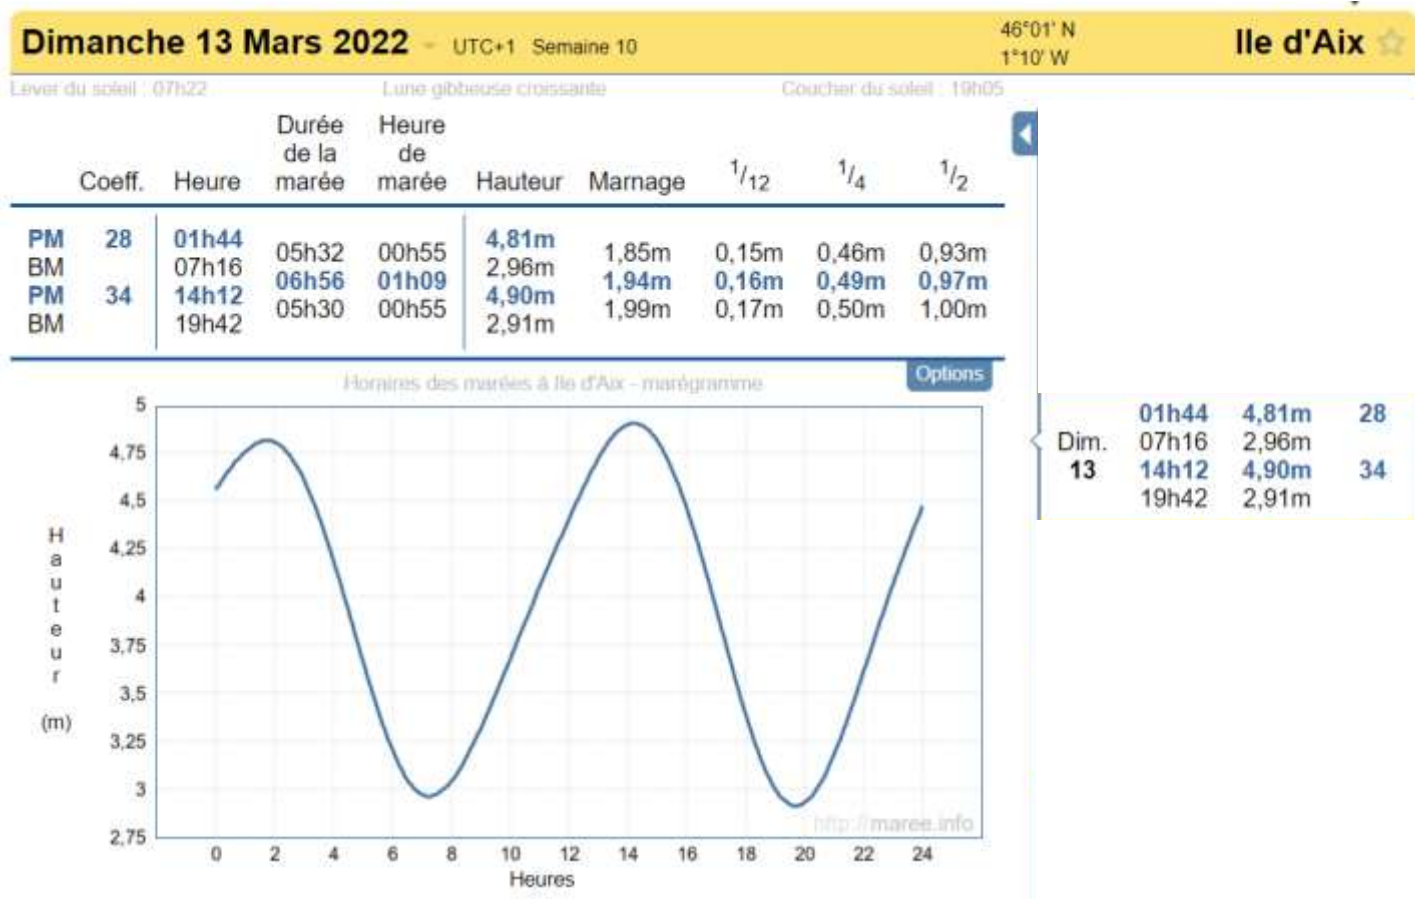 Dimanche 13 Mars 2022 UTC+1 Semaine 10 46°01' N Ile d'Aix
1°10' W
Lever du soleil : 07h22 Lune gibbeuse croissante Coucher du soleil : 19h05
Durée Heure
de la de
Coeff. Heure marée marée Hauteur Marnage 1/12 1/4 1/2
PM 28 01h44 4,81m
05h32 00h55 1,85m 0,15m 0,46m 0,93m
BM 07h16 2,96m
06h56 01h09 1,94m 0,16m 0,49m 0,97m
PM 34 14h12 4,90m
05h30 00h55 1,99m 0,17m 0,50m 1,00m
BM 19h42 2,91m
Options
Horaires des marées à Ile d'Aix - marégramme
5
4,75
4,5
4,25
4
3,75
3,5
3,25
3
2,75
Hauteur
(m)
http://maree.info
0 2 4 6 8 10 12 14 16 18 20 22 24
Heures
01h44 4,81m 28
Dim. 07h16 2,96m
13 14h12 4,90m 34
19h42 2,91m